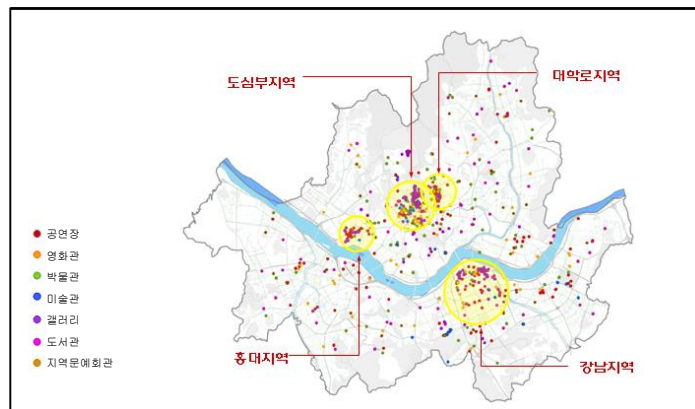 도심부지역
대학로지역
공연장
영화관
박물관
미술관
갤러리
도서관
지역문예회관
홍대지역
강남지역